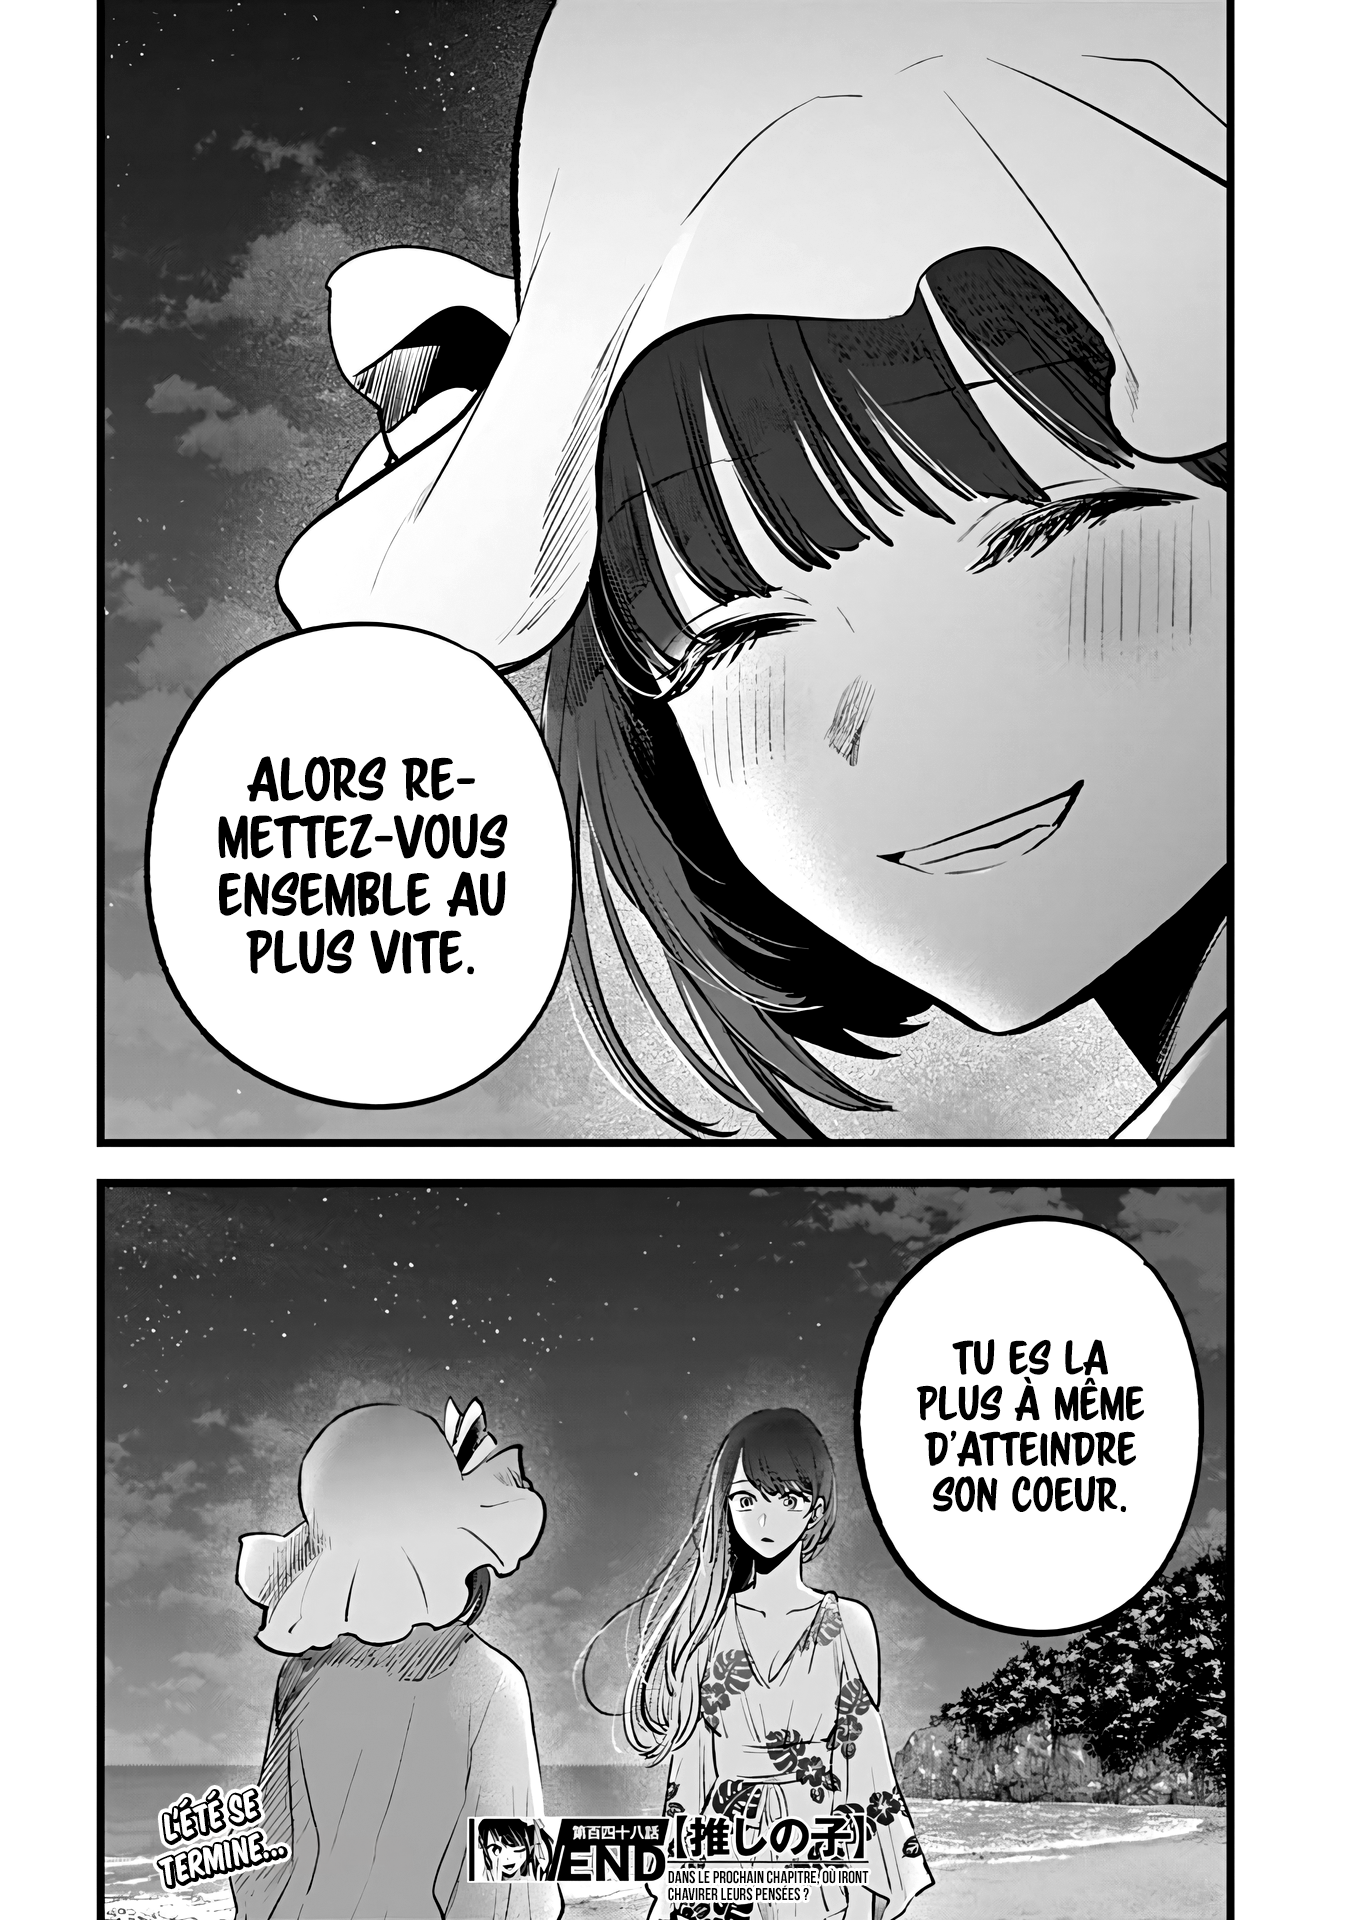 ALORS RE-
METTEZ-VOUS
ENSEMBLE AU
PLUS VITE.
TU ES LA
PLUS À MÊME
D'ATTEINDRE
SON COEUR.
L'ÉTÉ SE
TERMINE...
第百四十八話
END
【推しの子】
DANS LE PROCHAIN CHAPITRE, OÙ IRONT
CHAVIRER LEURS PENSÉES ?